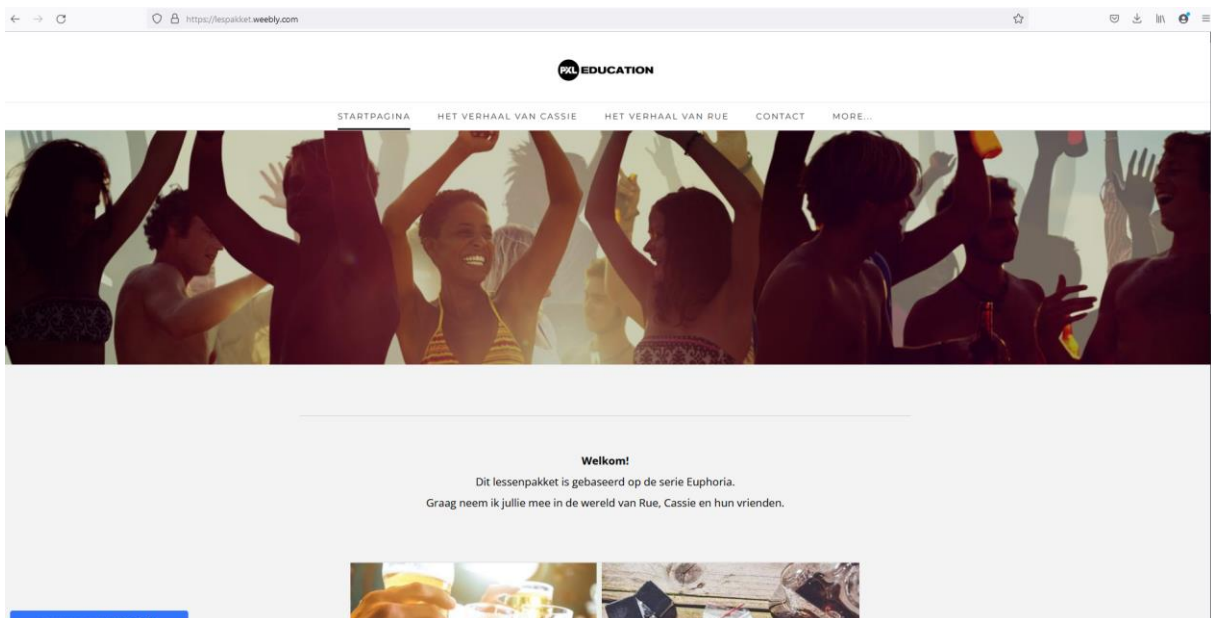 https://lespakket.weebly.com
PXL EDUCATION
STARTPAGINA HET VERHAAL VAN CASSIE HET VERHAAL VAN RUE CONTACT MORE...
Welkom!
Dit lessenpakket is gebaseerd op de serie Euphoria.
Graag neem ik jullie mee in de wereld van Rue, Cassie en hun vrienden.